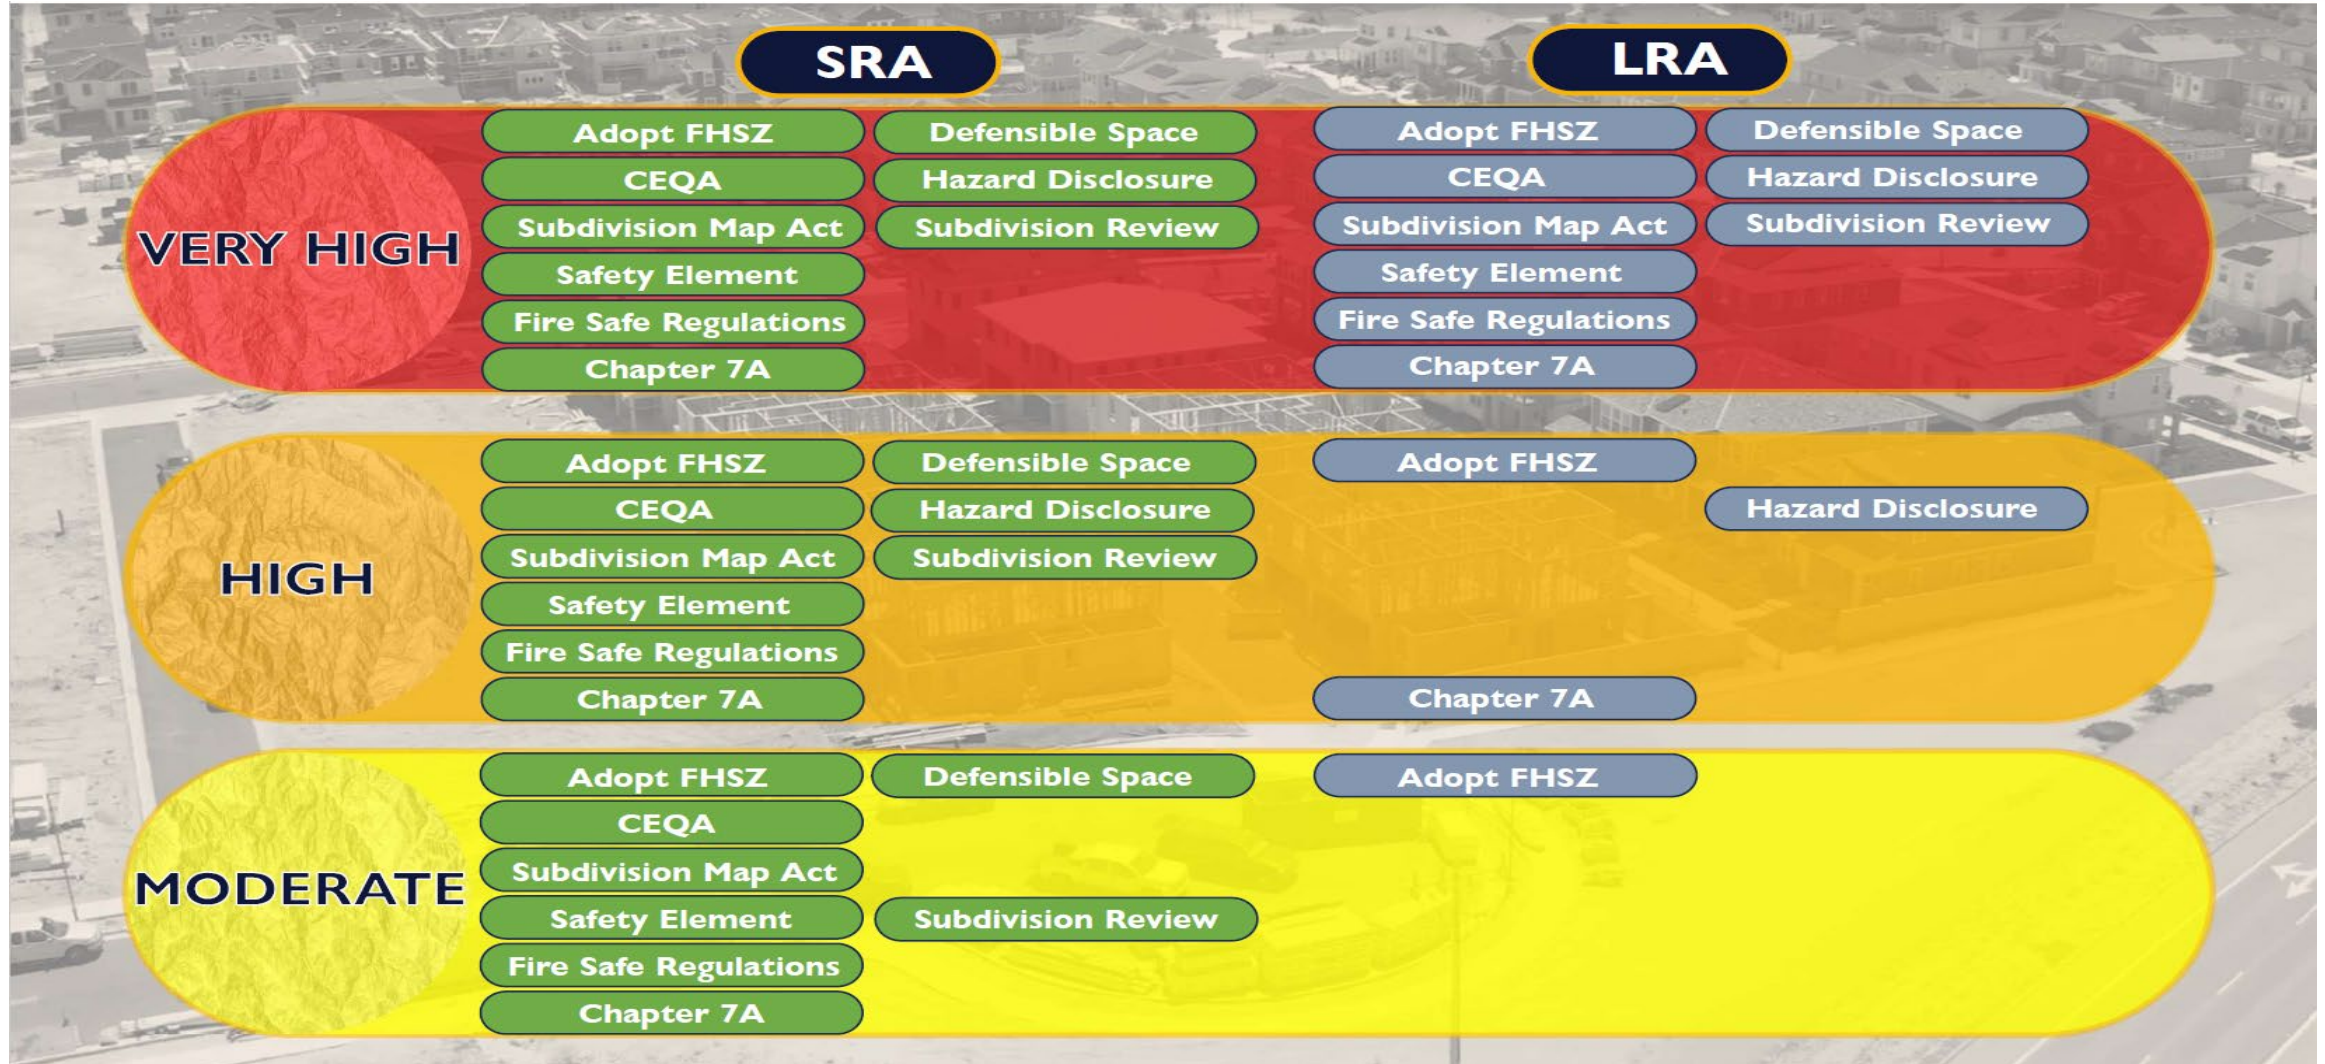 SRA
LRA
VERY HIGH
Adopt FHSZ
Defensible Space
Adopt FHSZ
Defensible Space
CEQA
Hazard Disclosure
CEQA
Hazard Disclosure
Subdivision Map Act
Subdivision Review
Subdivision Map Act
Subdivision Review
Safety Element
Safety Element
Fire Safe Regulations
Fire Safe Regulations
Chapter 7A
Chapter 7A
HIGH
Adopt FHSZ
Defensible Space
Adopt FHSZ
CEQA
Hazard Disclosure
Hazard Disclosure
Subdivision Map Act
Subdivision Review
Safety Element
Fire Safe Regulations
Chapter 7A
Chapter 7A
MODERATE
Adopt FHSZ
Defensible Space
Adopt FHSZ
CEQA
Subdivision Map Act
Safety Element
Subdivision Review
Fire Safe Regulations
Chapter 7A